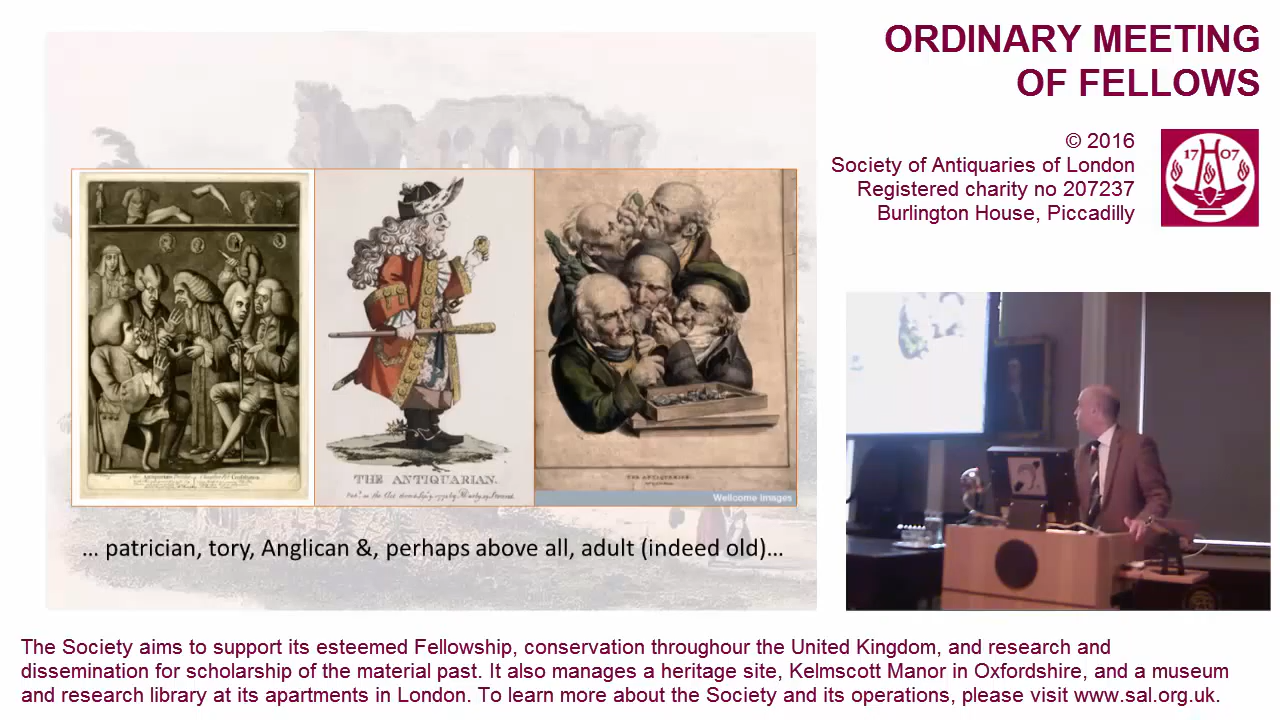 ORDINARY MEETING
OF FELLOWS
© 2016
Society of Antiquaries of London
Registered charity no 207237
Burlington House, Piccadilly
17 07
THE ANTIQUARIAN.
THE ANTIQUARIES
Wellcome Images
... patrician, tory, Anglican &, perhaps above all, adult (indeed old)...
The Society aims to support its esteemed Fellowship, conservation throughour the United Kingdom, and research and
dissemination for scholarship of the material past. It also manages a heritage site, Kelmscott Manor in Oxfordshire, and a museum
and research library at its apartments in London. To learn more about the Society and its operations, please visit www.sal.org.uk.